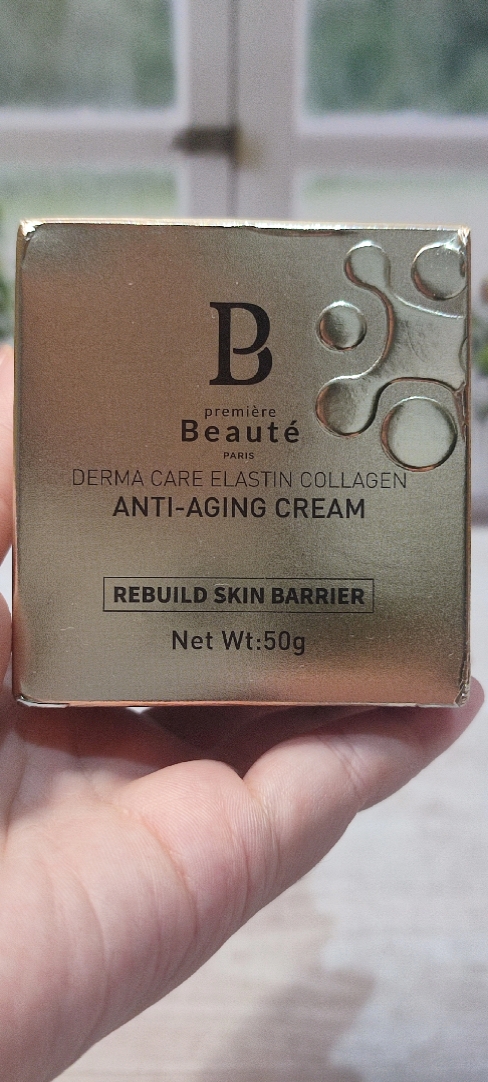 B
première
Beauté
PARIS
DERMA CARE ELASTIN COLLAGEN
ANTI-AGING CREAM
REBUILD SKIN BARRIER
Net Wt:50g